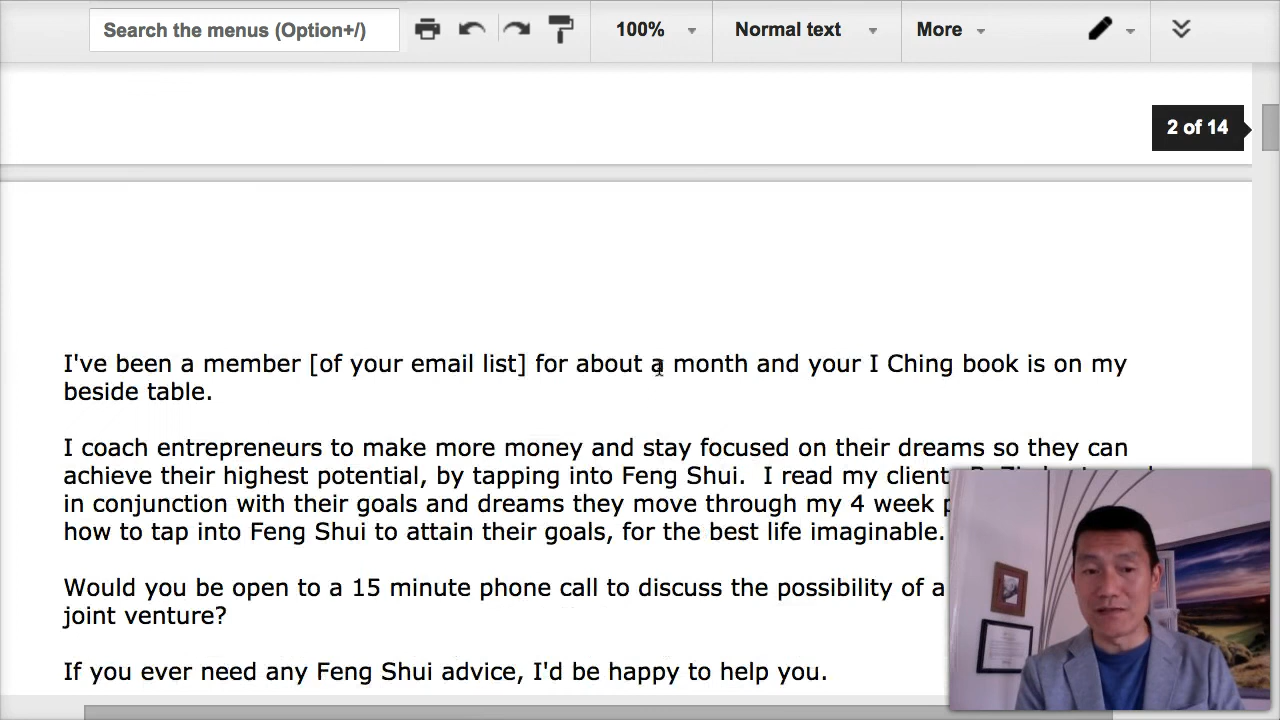 Search the menus (Option+/)
100%
Normal text
More
2 of 14
I've been a member [of your email list] for about a month and your I Ching book is on my
beside table.
I coach entrepreneurs to make more money and stay focused on their dreams so they can
achieve their highest potential, by tapping into Feng Shui.  I read my client
in conjunction with their goals and dreams they move through my 4 week
how to tap into Feng Shui to attain their goals, for the best life imaginable.
Would you be open to a 15 minute phone call to discuss the possibility of a
joint venture?
If you ever need any Feng Shui advice, I'd be happy to help you.